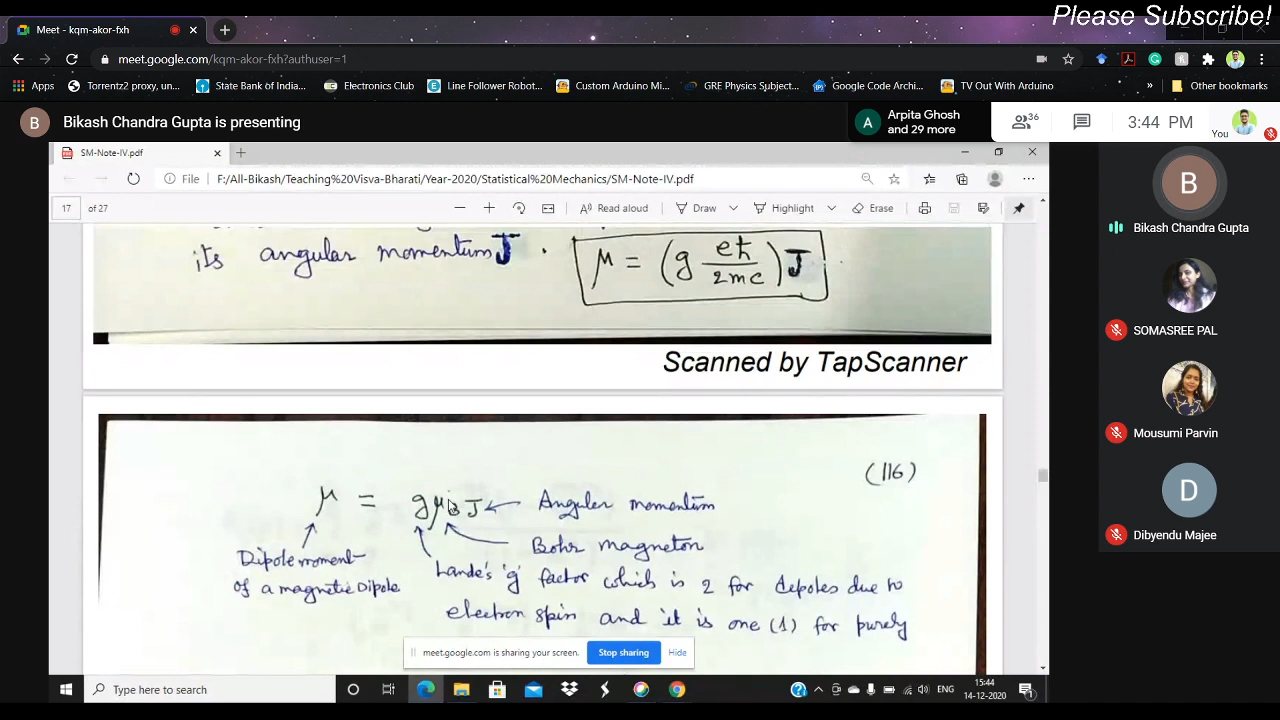 Please Subscribe!
Meet - kqm-akor-fxh
meet.google.com/kqm-akor-fxh?authuser=1
Apps Torrentz2 proxy, un... State Bank of India... Electronics Club Line Follower Robot... Custom Arduino Mi... GRE Physics Subject... Google Code Archi... TV Out With Arduino » Other bookmarks
B Bikash Chandra Gupta is presenting
A Arpita Ghosh
and 29 more
36
3:44 PM
You
SM-Note-IV.pdf
File F:/All-Bikash/Teaching%20Visva-Bharati/Year-2020/Statistical%20Mechanics/SM-Note-IV.pdf
17 of 27 Read aloud Draw Highlight Erase
its angular momentum J . μ = (g eħ/2mc) J
Scanned by TapScanner
(116)
μ = gμB J ← Angular momentum
Bohr magneton
Dipole moment
of a magnetic Dipole
Lande's 'g' factor which is 2 for depoles due to
electron spin and it is one (1) for purely
meet.google.com is sharing your screen. Stop sharing Hide
B
Bikash Chandra Gupta
SOMASREE PAL
Mousumi Parvin
D
Dibyendu Majee
Type here to search
ENG
15:44
14-12-2020